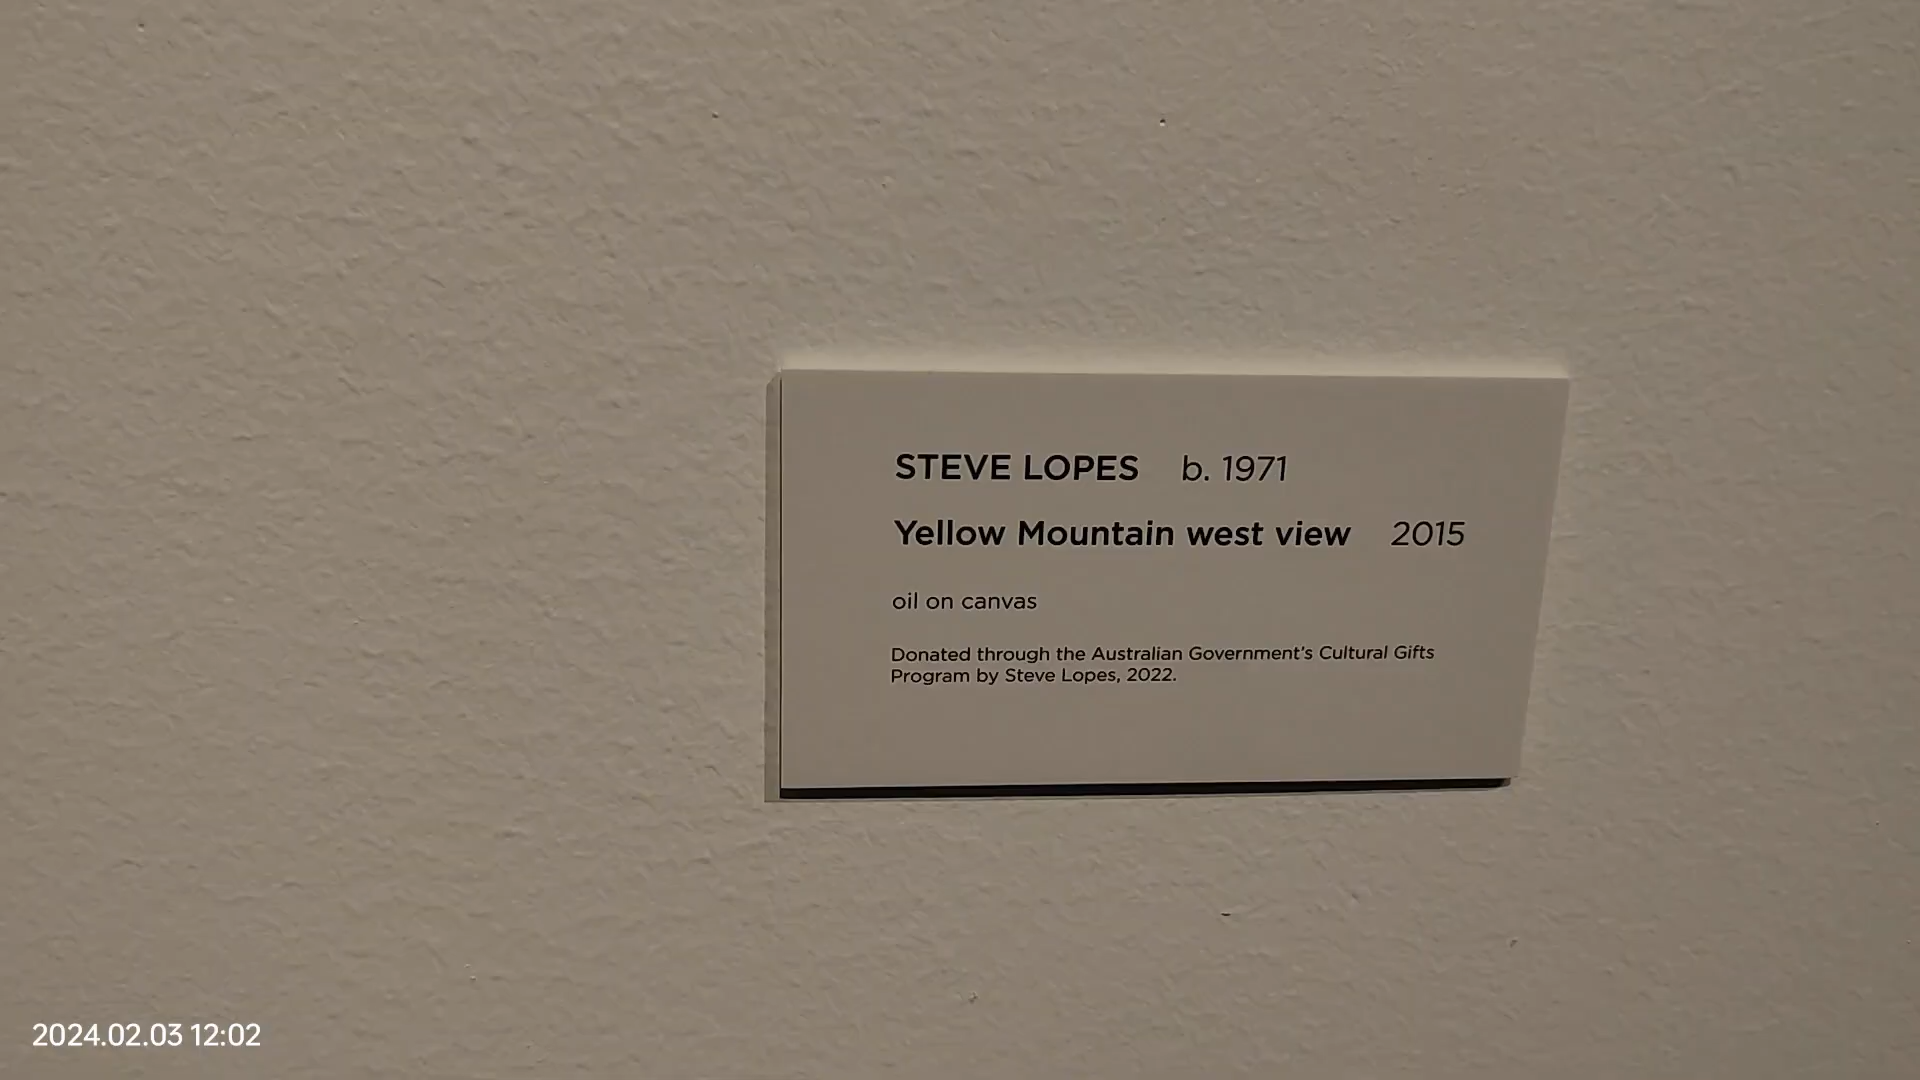 STEVE LOPES b. 1971
Yellow Mountain west view 2015
oil on canvas
Donated through the Australian Government's Cultural Gifts
Program by Steve Lopes, 2022.
2024.02.03 12:02